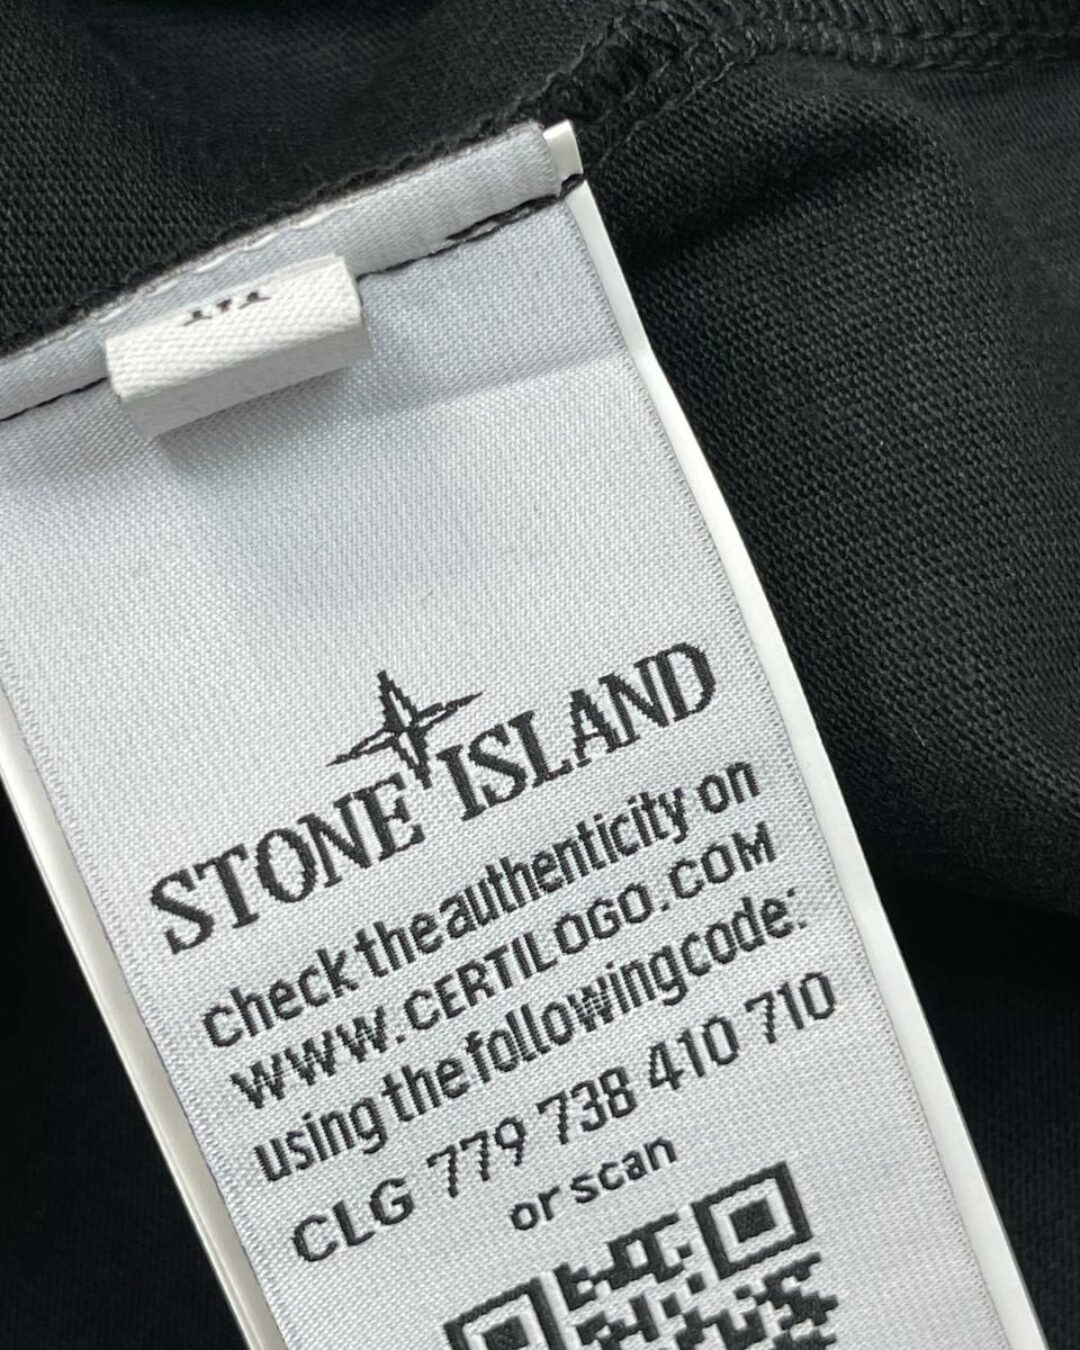 STONE ISLAND
check the authenticity on
WWW.CERTILOGO.COM
using the following code:
CLG 779 738 410 710
or scan